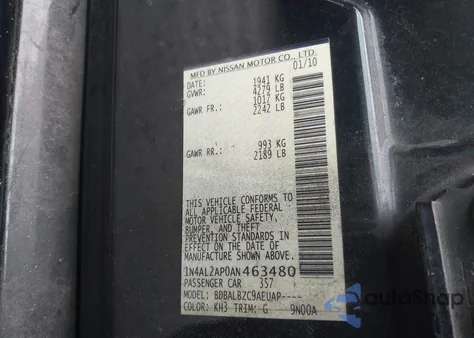 MFD BY NISSAN MOTOR CO., LTD.
DATE: 01/10
GVWR: 1941 KG
4279 LB
GAWR FR: 1017 KG
2242 LB
GAWR RR: 993 KG
2189 LB
THIS VEHICLE CONFORMS TO
ALL APPLICABLE FEDERAL
MOTOR VEHICLE SAFETY,
BUMPER, AND THEFT
PREVENTION STANDARDS IN
EFFECT ON THE DATE OF
MANUFACTURE SHOWN ABOVE.
1N4AL2AP0AN463480
PASSENGER CAR 357
MODEL: BDBALBZC9AEUAP----
COLOR: KH3 TRIM: G 9N00A
autoSnap